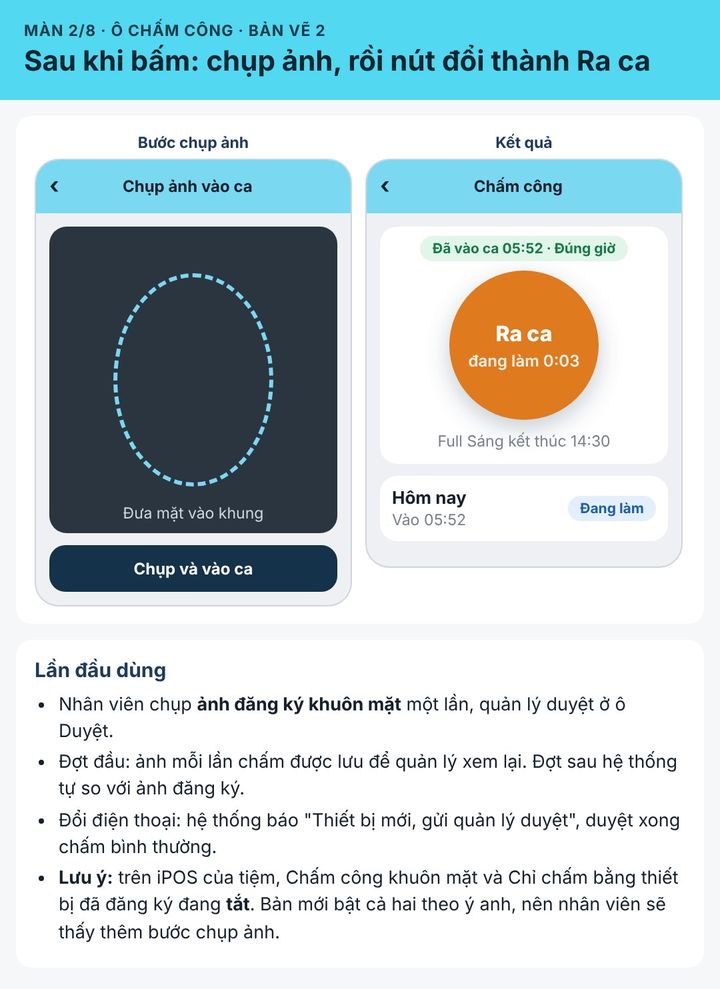 MÀN 2/8 · Ô CHẤM CÔNG · BẢN VẼ 2
Sau khi bấm: chụp ảnh, rồi nút đổi thành Ra ca
Bước chụp ảnh
‹ Chụp ảnh vào ca
Đưa mặt vào khung
Chụp và vào ca
Kết quả
‹ Chấm công
Đã vào ca 05:52 · Đúng giờ
Ra ca
đang làm 0:03
Full Sáng kết thúc 14:30
Hôm nay
Vào 05:52
Đang làm
Lần đầu dùng
• Nhân viên chụp ảnh đăng ký khuôn mặt một lần, quản lý duyệt ở ô
Duyệt.
• Đợt đầu: ảnh mỗi lần chấm được lưu để quản lý xem lại. Đợt sau hệ thống
tự so với ảnh đăng ký.
• Đổi điện thoại: hệ thống báo "Thiết bị mới, gửi quản lý duyệt", duyệt xong
chấm bình thường.
• Lưu ý: trên iPOS của tiệm, Chấm công khuôn mặt và Chỉ chấm bằng thiết
bị đã đăng ký đang tắt. Bản mới bật cả hai theo ý anh, nên nhân viên sẽ
thấy thêm bước chụp ảnh.